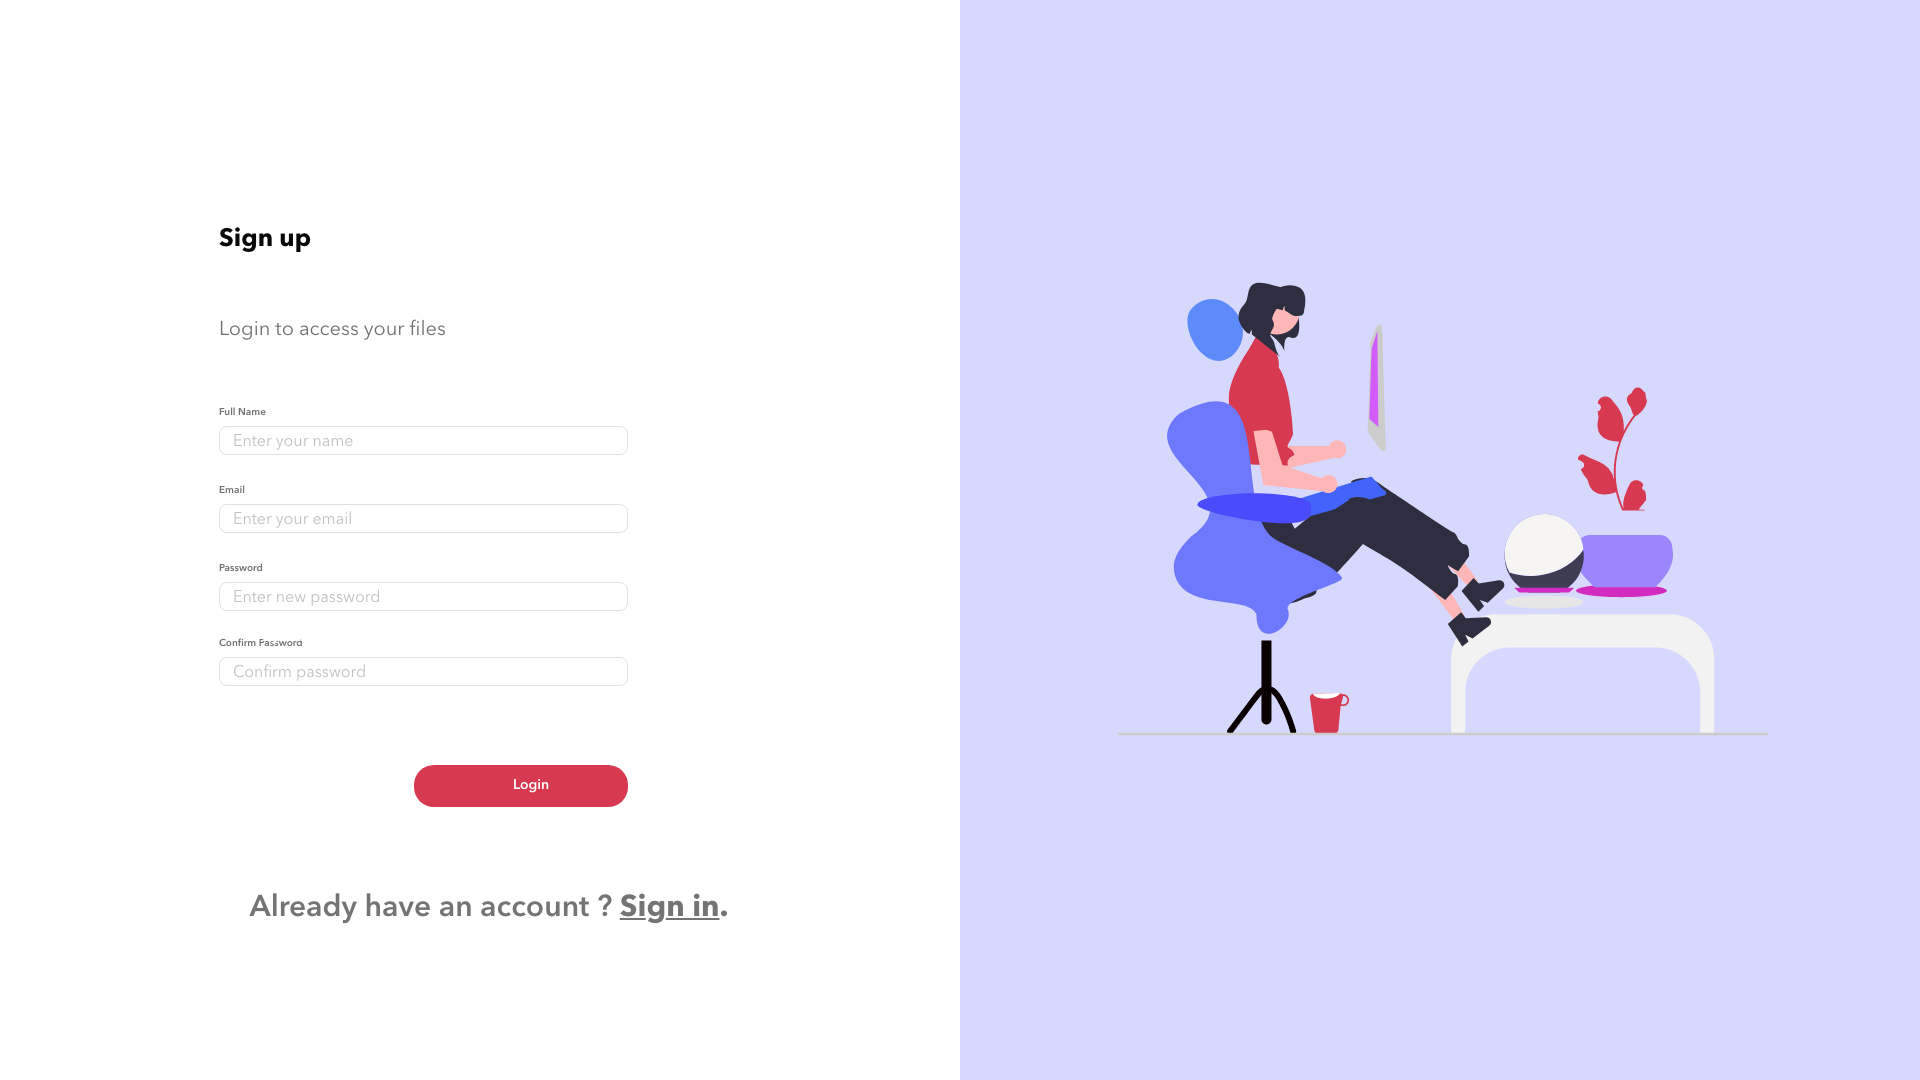 Sign up
Login to access your files
Full Name
Enter your name
Email
Enter your email
Password
Enter new password
Confirm Password
Confirm password
Login
Already have an account ? Sign in.